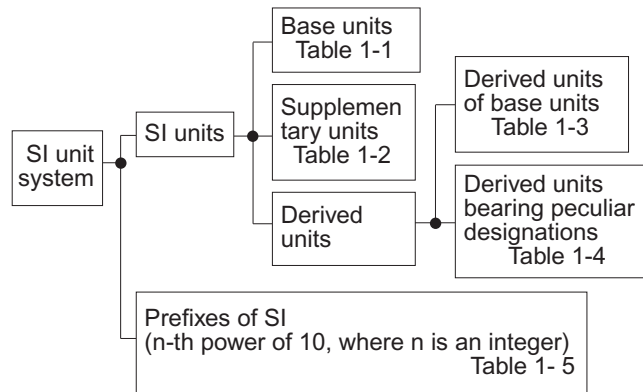 SI unit
system
SI units
Base units
Table 1-1
Supplemen
tary units
Table 1-2
Derived
units
Derived units
of base units
Table 1-3
Derived units
bearing peculiar
designations
Table 1-4
Prefixes of SI
(n-th power of 10, where n is an integer)
Table 1- 5